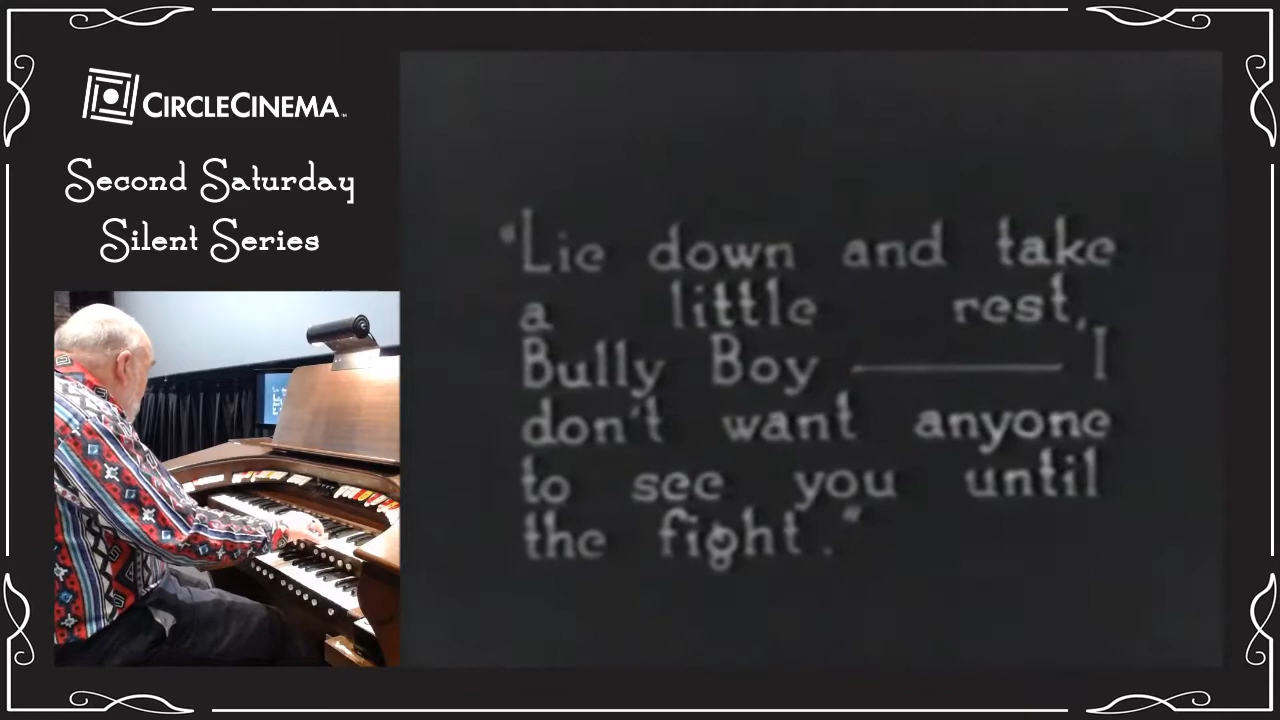 CIRCLECINEMA™
Second Saturday
Silent Series
"Lie down and take
a little rest,
Bully Boy —— I
don't want anyone
to see you until
the fight."